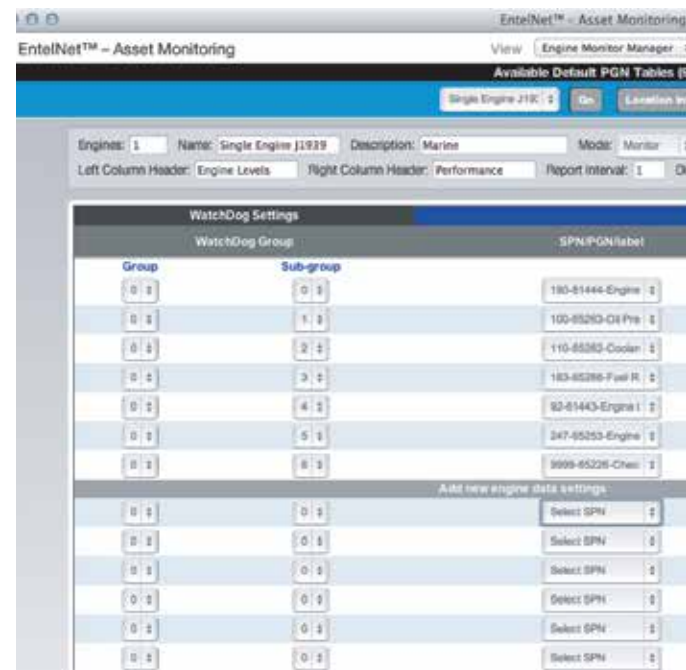 EntelNet™ - Asset Monitoring
EntelNet™ – Asset Monitoring View Engine Monitor Manager
Available Default PGN Tables
Single Engine J19 Go Location
Engines: 1 Name: Single Engine J1939 Description: Marine Mode: Monitor
Left Column Header: Engine Levels Right Column Header: Performance Report Interval: 1
WatchDog Settings
WatchDog Group SPN/PGN/label
Group Sub-group
0 0 190-61444-Engine
0 1 100-65263-Oil Pre
0 2 110-65262-Coolan
0 3 183-65266-Fuel R
0 4 92-61443-Engine
0 5 247-65253-Engine
0 6 9999-65226-Chec
Add new engine data settings
0 0 Select SPN
0 0 Select SPN
0 0 Select SPN
0 0 Select SPN
0 0 Select SPN
0 0 Select SPN